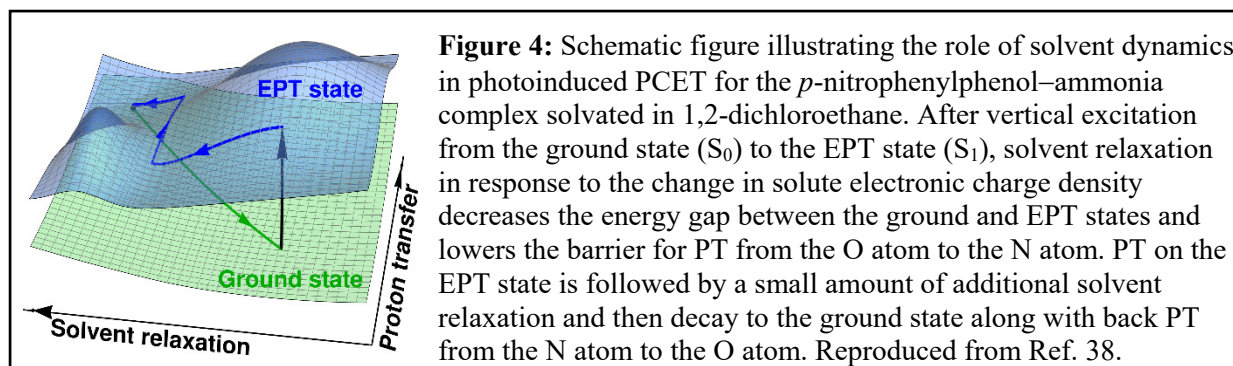 EPT state
Ground state
Solvent relaxation
Proton transfer
Figure 4: Schematic figure illustrating the role of solvent dynamics
in photoinduced PCET for the p-nitrophenylphenol–ammonia
complex solvated in 1,2-dichloroethane. After vertical excitation
from the ground state (S₀) to the EPT state (S₁), solvent relaxation
in response to the change in solute electronic charge density
decreases the energy gap between the ground and EPT states and
lowers the barrier for PT from the O atom to the N atom. PT on the
EPT state is followed by a small amount of additional solvent
relaxation and then decay to the ground state along with back PT
from the N atom to the O atom. Reproduced from Ref. 38.